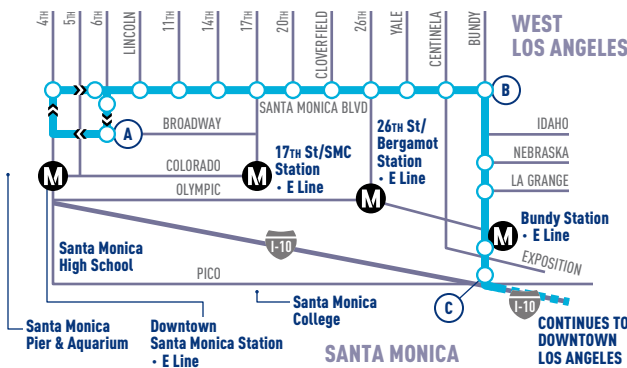 4TH
5TH
6TH
LINCOLN
11TH
14TH
17TH
20TH
CLOVERFIELD
26TH
YALE
CENTINELA
BUNDY
WEST
LOS ANGELES
SANTA MONICA BLVD
B
A
BROADWAY
IDAHO
NEBRASKA
LA GRANGE
COLORADO
OLYMPIC
M
M
17TH St/SMC
Station
• E Line
26TH St/
Bergamot
Station
• E Line
M
M
Bundy Station
• E Line
EXPOSITION
I-10
Santa Monica
High School
PICO
C
I-10
Santa Monica
Pier & Aquarium
Downtown
Santa Monica Station
• E Line
Santa Monica
College
SANTA MONICA
CONTINUES TO
DOWNTOWN
LOS ANGELES